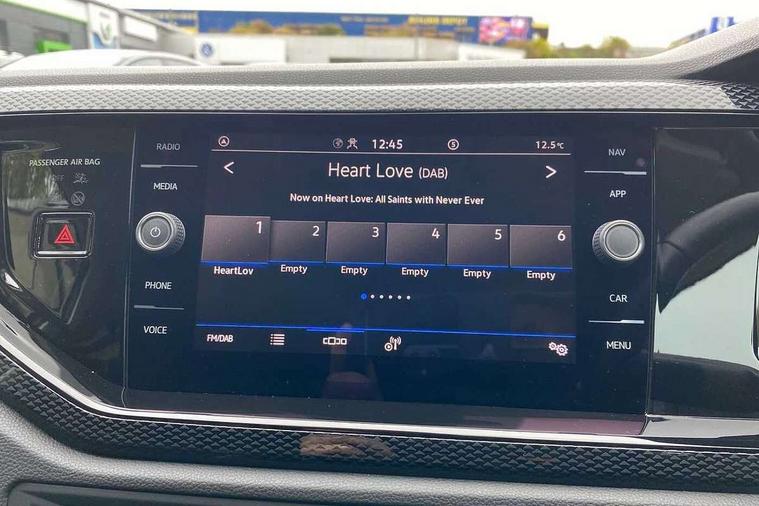 PASSENGER AIR BAG
OFF
RADIO
MEDIA
PHONE
VOICE
12:45
5
12.5°C
Heart Love (DAB)
Now on Heart Love: All Saints with Never Ever
1
2
3
4
5
6
HeartLov
Empty
Empty
Empty
Empty
Empty
FM/DAB
NAV
APP
CAR
MENU